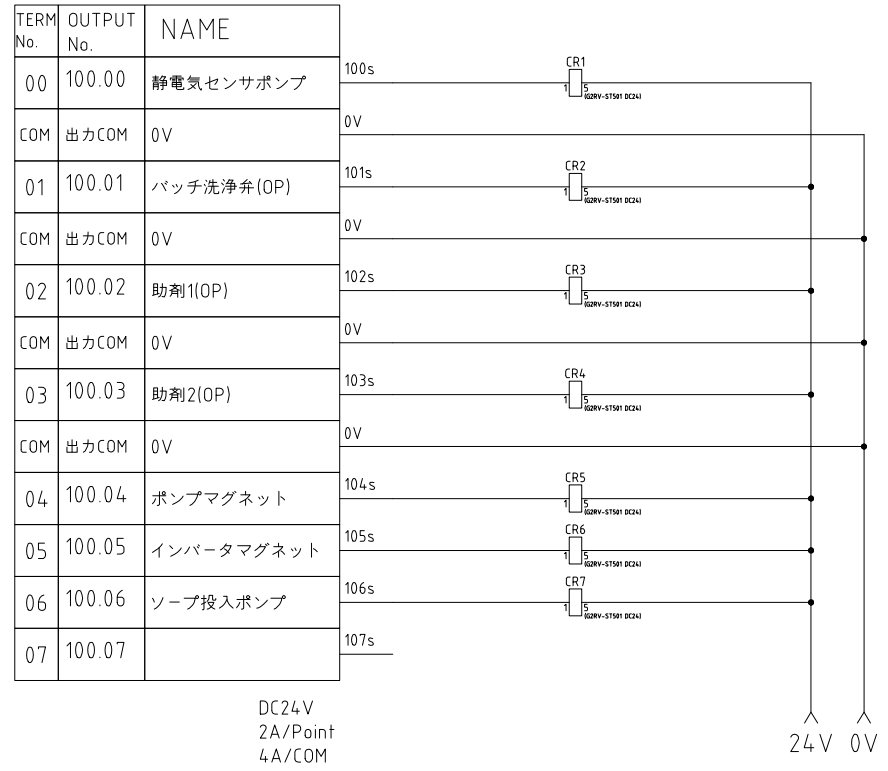 TERM No. OUTPUT No. NAME
00 100.00 静電気センサポンプ 100s CR1 1 5 (G2RV-ST501 DC24)
COM 出力COM 0V 0V
01 100.01 バッチ洗浄弁(OP) 101s CR2 1 5 (G2RV-ST501 DC24)
COM 出力COM 0V 0V
02 100.02 助剤1(OP) 102s CR3 1 5 (G2RV-ST501 DC24)
COM 出力COM 0V 0V
03 100.03 助剤2(OP) 103s CR4 1 5 (G2RV-ST501 DC24)
COM 出力COM 0V 0V
04 100.04 ポンプマグネット 104s CR5 1 5 (G2RV-ST501 DC24)
05 100.05 インバータマグネット 105s CR6 1 5 (G2RV-ST501 DC24)
06 100.06 ソープ投入ポンプ 106s CR7 1 5 (G2RV-ST501 DC24)
07 100.07 107s
DC24V
2A/Point
4A/COM
24V 0V